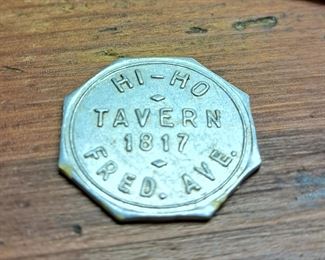 HI-HO
TAVERN
1817
FRED. AVE.